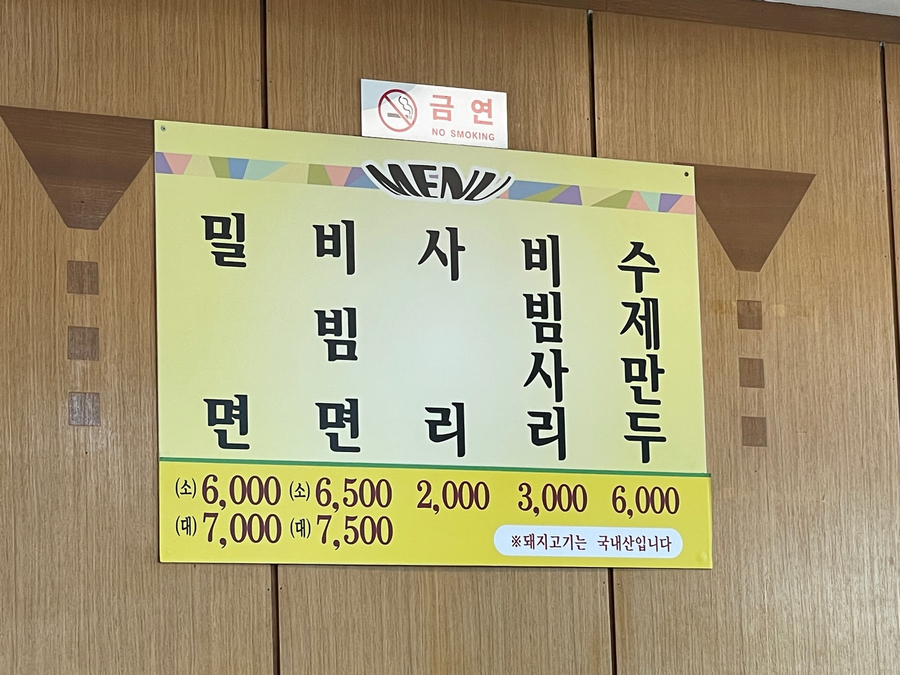 금 연
NO SMOKING
MENU
밀면
비빔면
사리
비빔사리
수제만두
(소) 6,000 (소) 6,500 2,000 3,000 6,000
(대) 7,000 (대) 7,500
※돼지고기는 국내산입니다